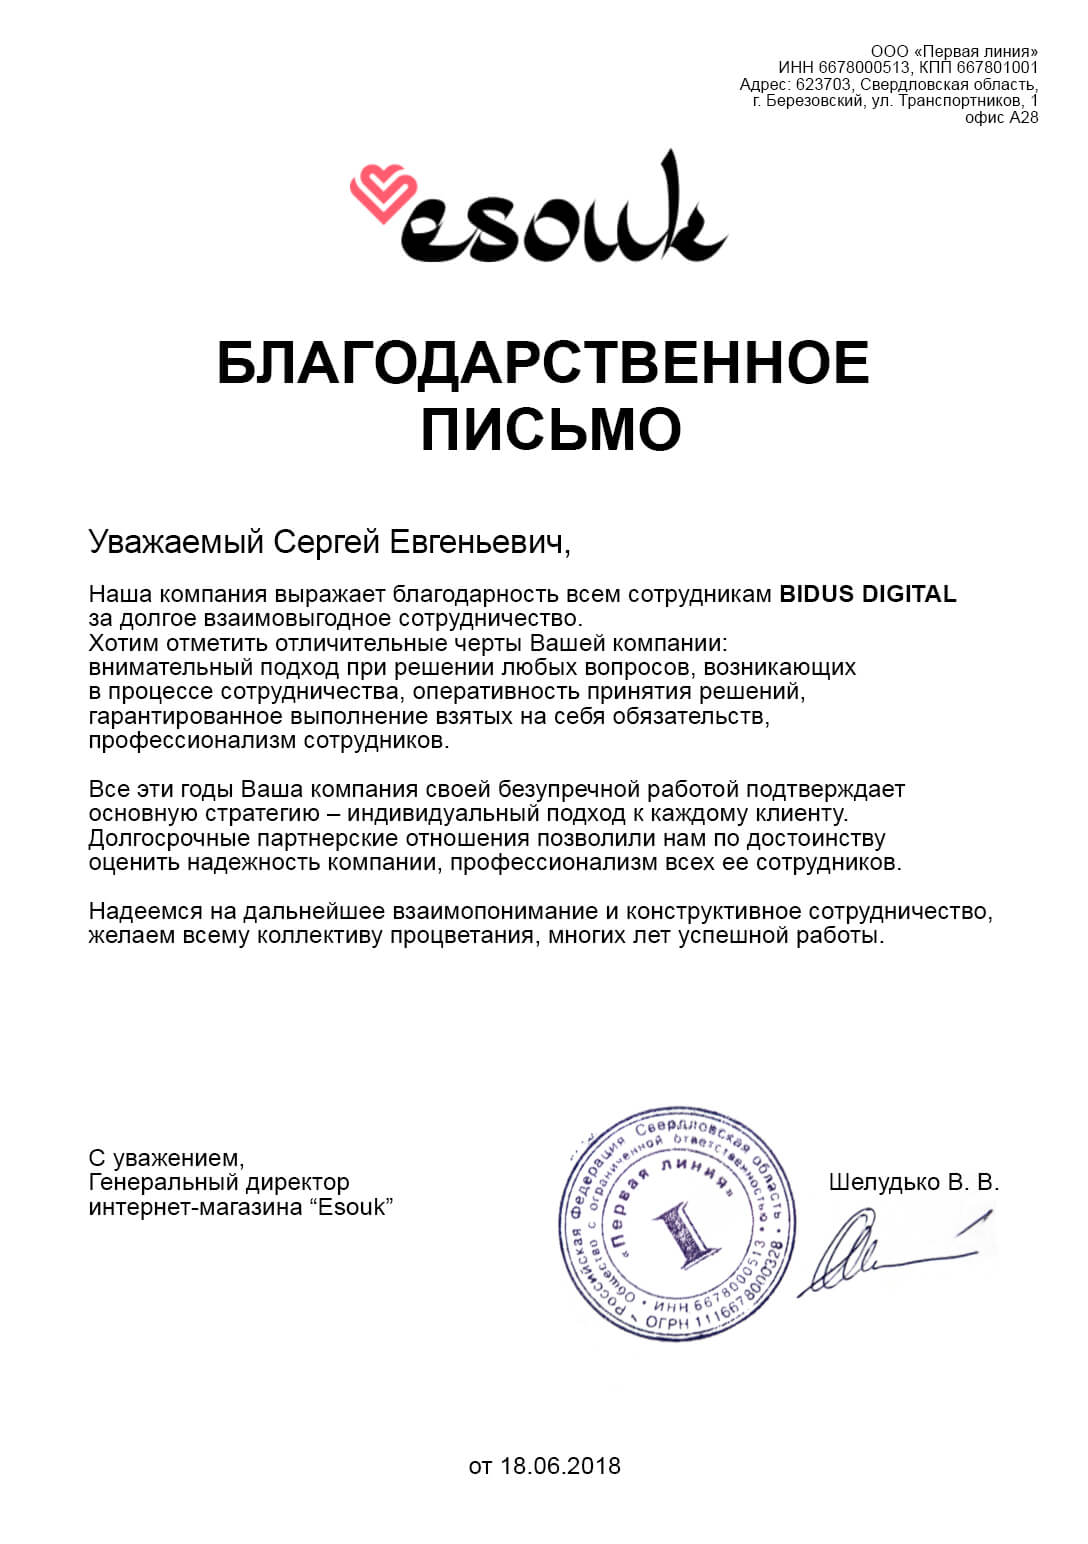 ООО «Первая линия»
ИНН 6678000513, КПП 667801001
Адрес: 623703, Свердловская область,
г. Березовский, ул. Транспортников, 1
офис А28
esouk
БЛАГОДАРСТВЕННОЕ
ПИСЬМО
Уважаемый Сергей Евгеньевич,
Наша компания выражает благодарность всем сотрудникам BIDUS DIGITAL
за долгое взаимовыгодное сотрудничество.
Хотим отметить отличительные черты Вашей компании:
внимательный подход при решении любых вопросов, возникающих
в процессе сотрудничества, оперативность принятия решений,
гарантированное выполнение взятых на себя обязательств,
профессионализм сотрудников.
Все эти годы Ваша компания своей безупречной работой подтверждает
основную стратегию – индивидуальный подход к каждому клиенту.
Долгосрочные партнерские отношения позволили нам по достоинству
оценить надежность компании, профессионализм всех ее сотрудников.
Надеемся на дальнейшее взаимопонимание и конструктивное сотрудничество,
желаем всему коллективу процветания, многих лет успешной работы.
С уважением,
Генеральный директор
интернет-магазина “Esouk”
Российская Федерация Свердловская область
ОГРН 1116678000328
Общество с ограниченной ответственностью
ИНН 6678000513
«Первая линия»
I
Шелудько В. В.
от 18.06.2018